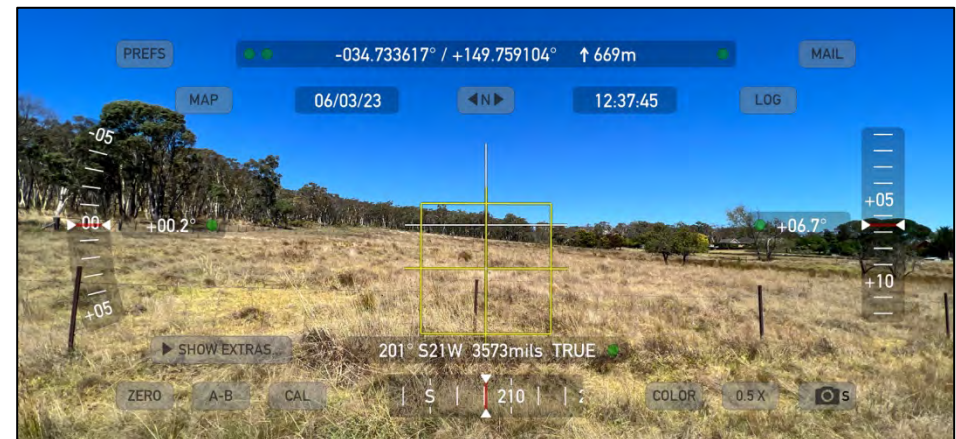 PREFS
-034.733617° / +149.759104° ↑ 669m
MAIL
MAP
06/03/23
◀N▶
12:37:45
LOG
-05
00
+05
+00.2°
+06.7°
+05
+10
▶ SHOW EXTRAS...
201° S21W 3573mils TRUE
ZERO
A-B
CAL
S
210
COLOR
0.5 X
S